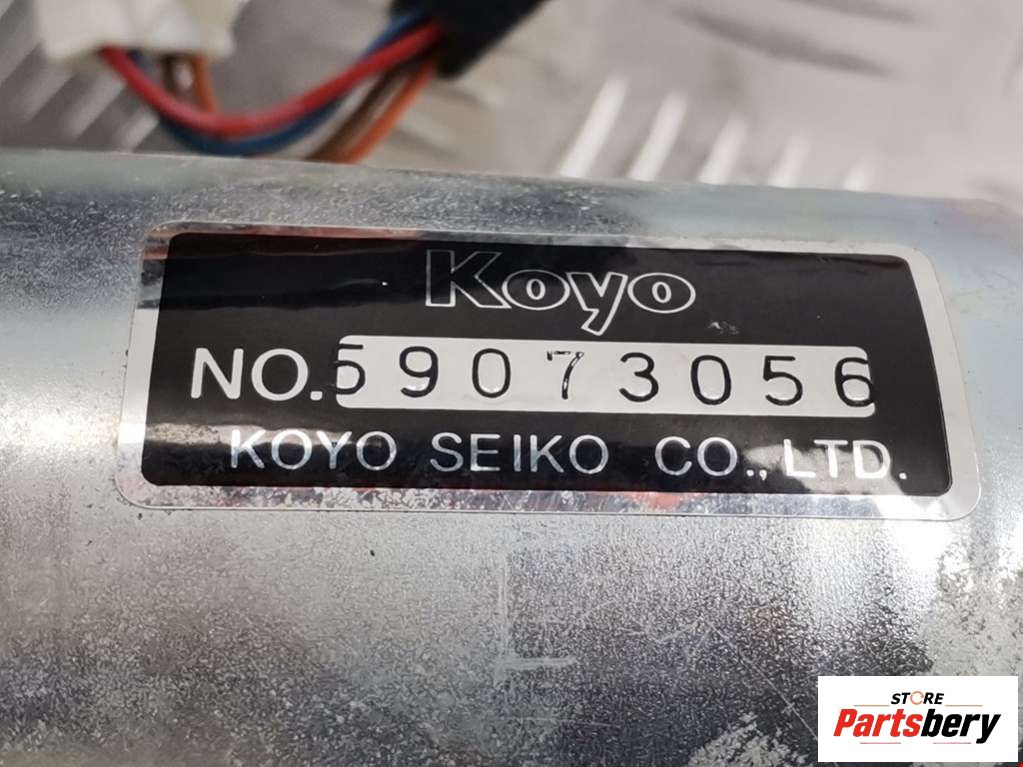 Koyo
NO.59073056
KOYO SEIKO CO., LTD.
STORE
Partsbery